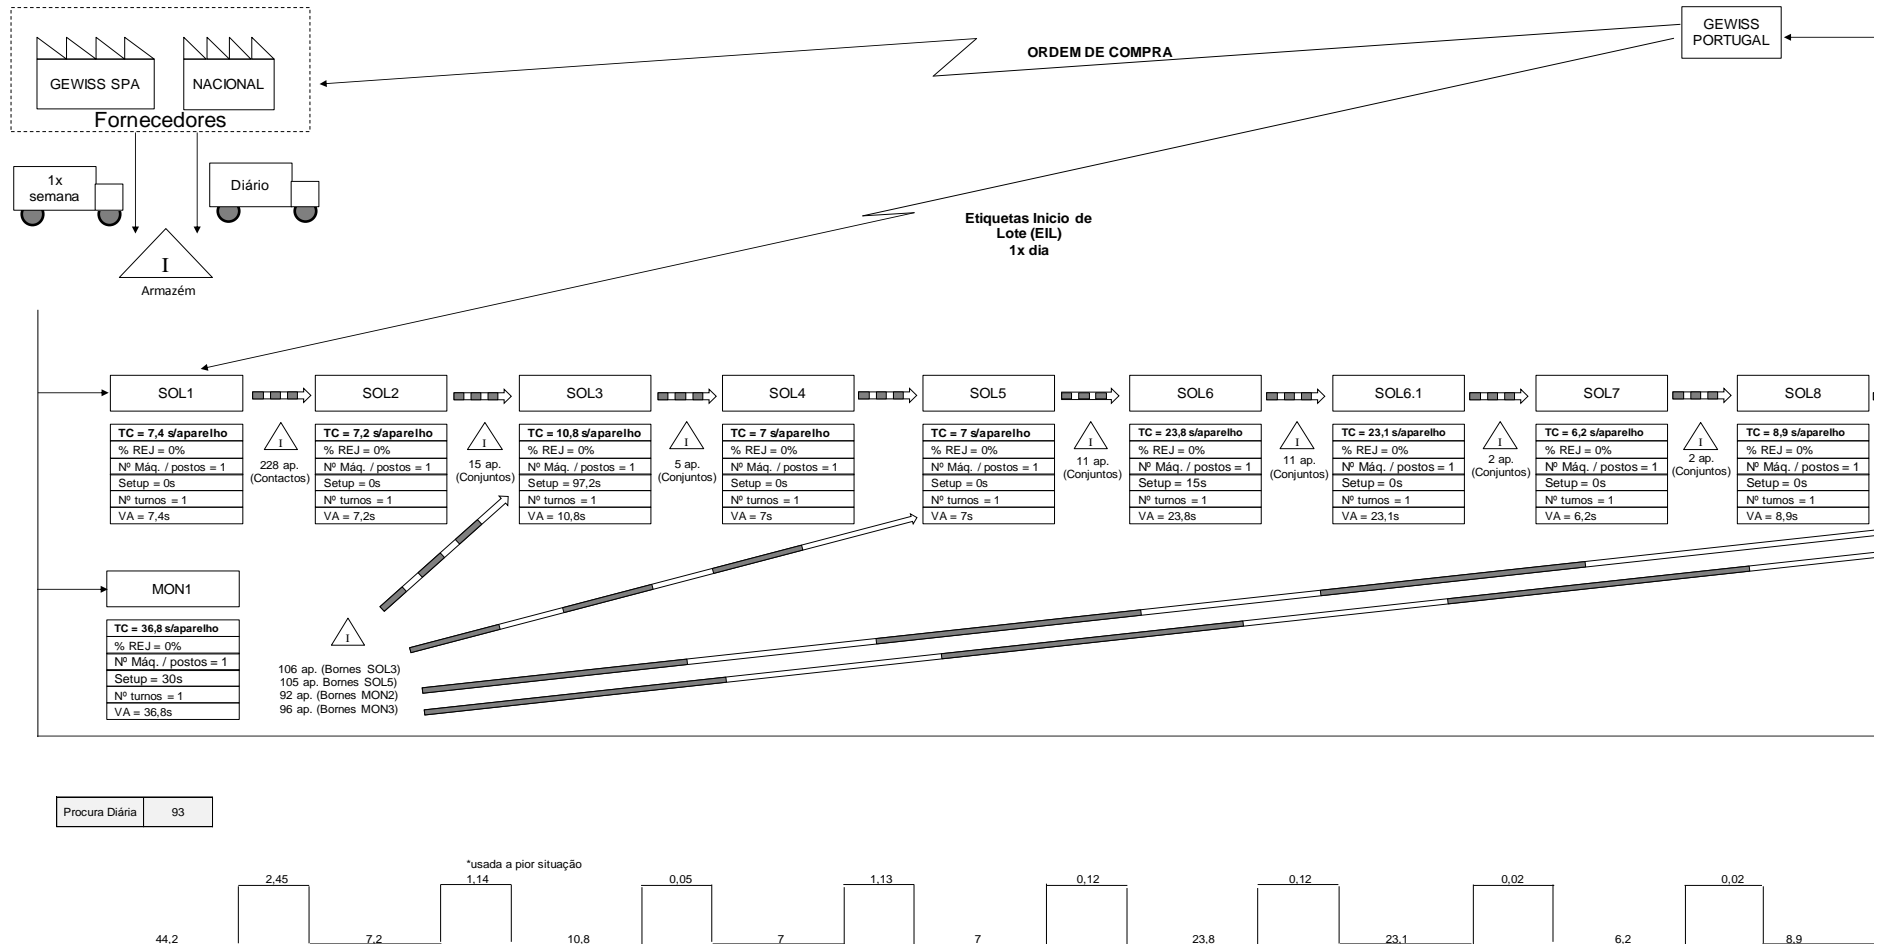 GEWISS SPA
NACIONAL
Fornecedores
GEWISS
PORTUGAL
ORDEM DE COMPRA
1x
semana
Diário
Etiquetas Inicio de
Lote (EIL)
1x dia
I
Armazém
SOL1
TC = 7,4 s/aparelho
% REJ = 0%
Nº Máq. / postos = 1
Setup = 0s
Nº turnos = 1
VA = 7,4s
I
228 ap.
(Contactos)
SOL2
TC = 7,2 s/aparelho
% REJ = 0%
Nº Máq. / postos = 1
Setup = 0s
Nº turnos = 1
VA = 7,2s
I
15 ap.
(Conjuntos)
SOL3
TC = 10,8 s/aparelho
% REJ = 0%
Nº Máq. / postos = 1
Setup = 97,2s
Nº turnos = 1
VA = 10,8s
I
5 ap.
(Conjuntos)
SOL4
TC = 7 s/aparelho
% REJ = 0%
Nº Máq. / postos = 1
Setup = 0s
Nº turnos = 1
VA = 7s
SOL5
TC = 7 s/aparelho
% REJ = 0%
Nº Máq. / postos = 1
Setup = 0s
Nº turnos = 1
VA = 7s
I
11 ap.
(Conjuntos)
SOL6
TC = 23,8 s/aparelho
% REJ = 0%
Nº Máq. / postos = 1
Setup = 15s
Nº turnos = 1
VA = 23,8s
I
11 ap.
(Conjuntos)
SOL6.1
TC = 23,1 s/aparelho
% REJ = 0%
Nº Máq. / postos = 1
Setup = 0s
Nº turnos = 1
VA = 23,1s
I
2 ap.
(Conjuntos)
SOL7
TC = 6,2 s/aparelho
% REJ = 0%
Nº Máq. / postos = 1
Setup = 0s
Nº turnos = 1
VA = 6,2s
I
2 ap.
(Conjuntos)
SOL8
TC = 8,9 s/aparelho
% REJ = 0%
Nº Máq. / postos = 1
Setup = 0s
Nº turnos = 1
VA = 8,9s
MON1
TC = 36,8 s/aparelho
% REJ = 0%
Nº Máq. / postos = 1
Setup = 30s
Nº turnos = 1
VA = 36,8s
I
106 ap. (Bornes SOL3)
105 ap. Bornes SOL5)
92 ap. (Bornes MON2)
96 ap. (Bornes MON3)
Procura Diária 93
*usada a pior situação
2,45 1,14 0,05 1,13 0,12 0,12 0,02 0,02
44,2 7,2 10,8 7 7 23,8 23,1 6,2 8,9